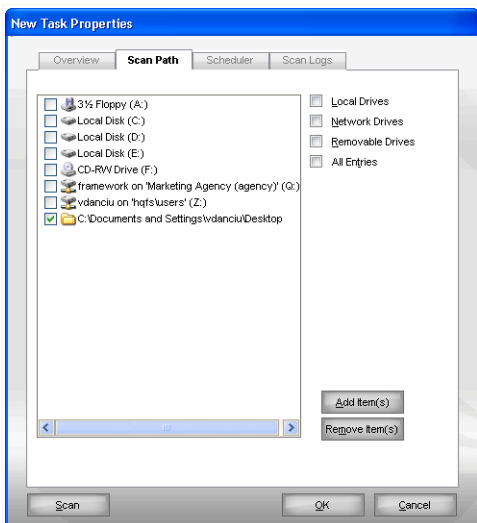 New Task Properties
Overview Scan Path Scheduler Scan Logs
3½ Floppy (A:)
Local Disk (C:)
Local Disk (D:)
Local Disk (E:)
CD-RW Drive (F:)
framework on 'Marketing Agency (agency)' (Q:)
vdanciu on 'hqfs\users' (Z:)
C:\Documents and Settings\vdanciu\Desktop
Local Drives
Network Drives
Removable Drives
All Entries
Add Item(s)
Remove Item(s)
Scan OK Cancel